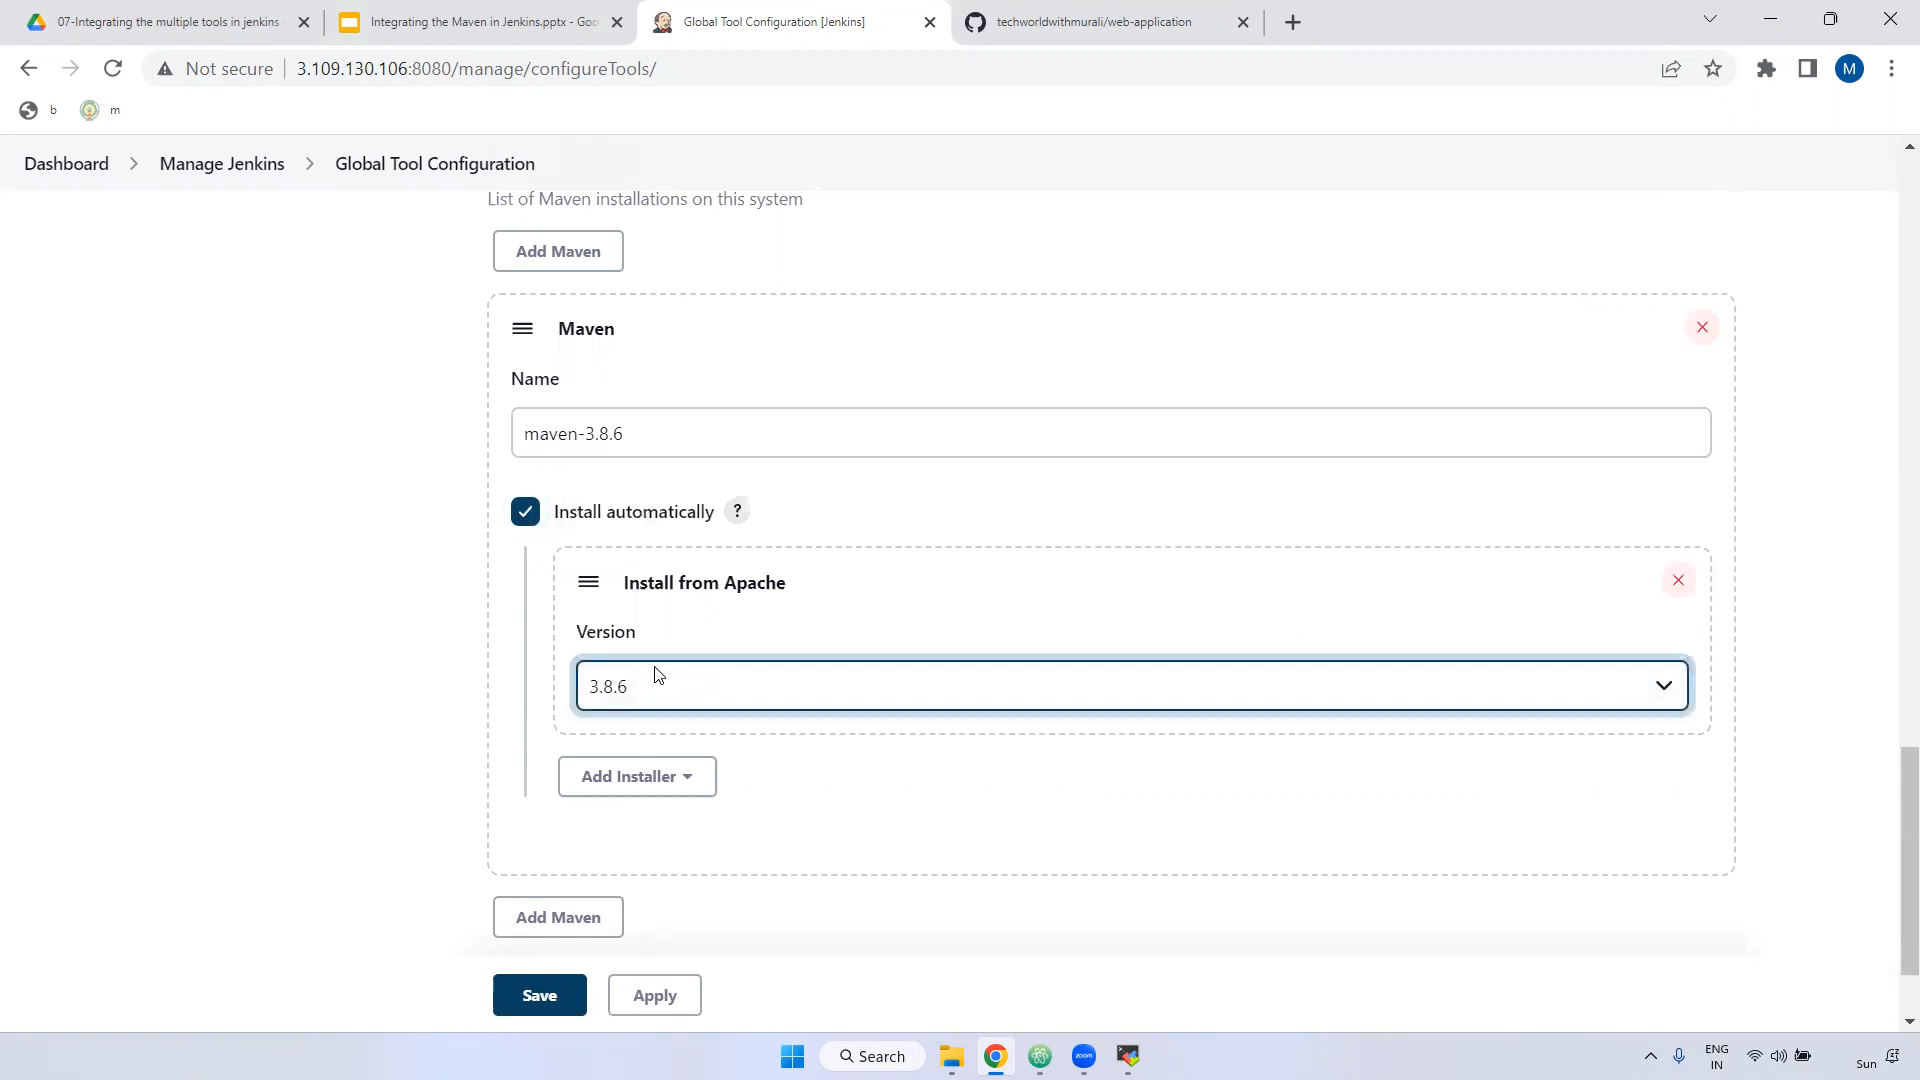 07-Integrating the multiple tools in jenkins
Integrating the Maven in Jenkins.pptx - Goo
Global Tool Configuration [Jenkins]
techworldwithmurali/web-application
Not secure
3.109.130.106:8080/manage/configureTools/
M
b
m
Dashboard
Manage Jenkins
Global Tool Configuration
List of Maven installations on this system
Add Maven
Maven
Name
maven-3.8.6
Install automatically ?
Install from Apache
Version
3.8.6
Add Installer
Add Maven
Save
Apply
Search
zoom
ENG
IN
Sun